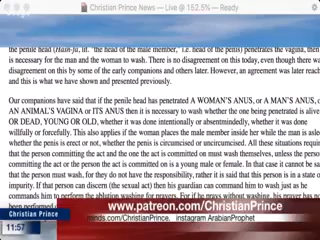 Christian Prince News — Live @ 152.5% — Ready
the penile head (Hain-ja, lit. "the head of the male member," i.e. head of the penis) penetrates the vagina, then
is necessary for the man and the woman to wash. There is no disagreement on this today, even though there wa
disagreement on this by some of the early companions and others later. However, an agreement was later reach
and this is what we have shown and presented previously.
Our companions have said that if the penile head has penetrated A WOMAN'S ANUS, or A MAN'S ANUS, o
AN ANIMAL'S VAGINA or ITS ANUS then it is necessary to wash whether the one being penetrated is alive
OR DEAD, YOUNG OR OLD, whether it was done intentionally or absentmindedly, whether it was done
willfully or forcefully. This also applies if the woman places the male member inside her while the man is aslee
whether the penis is erect or not, whether the penis is circumcised or uncircumcised. All these situations requir
that the person committing the act and the one the act is committed on must wash themselves, unless the perso
committing the act or the person the act is committed on is a young male or female. In that case it cannot be sai
that the person must wash, for they do not have the responsibility, rather it is said that this person is in a state of
impurity. If that person can discern (the sexual act) then his guardian can command him to wash just as he
commands him to perform the ablution washing for prayers. For if he prays without washing, his prayer has no
been perfor
Christian Prince
www.patreon.com/ChristianPrince
11:57
minds.com/ChristianPrince, instagram ArabianProphet